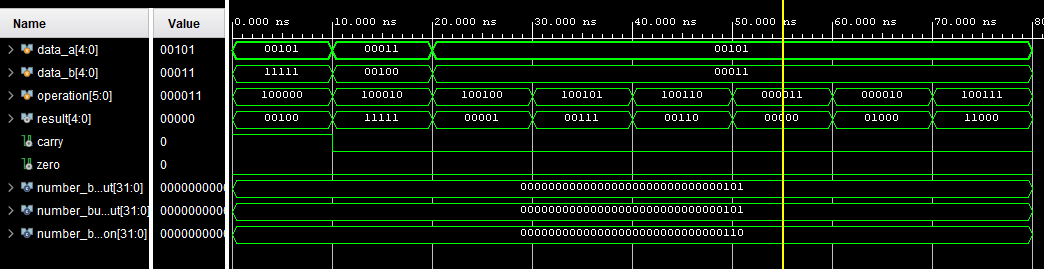 Name Value 0.000 ns 10.000 ns 20.000 ns 30.000 ns 40.000 ns 50.000 ns 60.000 ns 70.000 ns 80
data_a[4:0] 00101 00101 00011 00101
data_b[4:0] 00011 11111 00100 00011
operation[5:0] 000011 100000 100010 100100 100101 100110 000011 000010 100111
result[4:0] 00000 00100 11111 00001 00111 00110 00000 01000 11000
carry 0
zero 0
number_b...ut[31:0] 0000000000 00000000000000000000000000000101
number_bu...ut[31:0] 0000000000 00000000000000000000000000000101
number_b...on[31:0] 0000000000 00000000000000000000000000000110